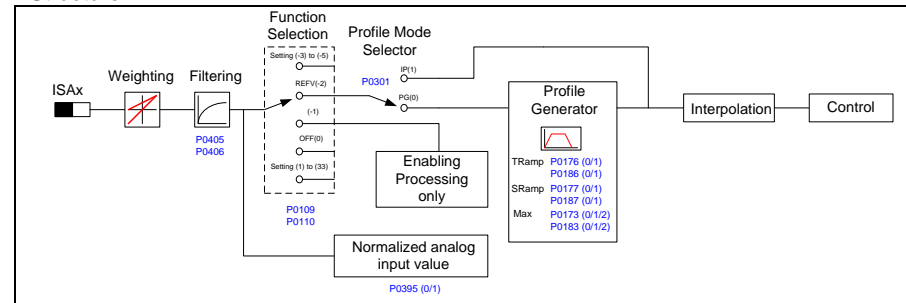 Structure
Function
Selection
Profile Mode
Selector
Setting (-3) to (-5)
IP(1)
P0301
ISAx
Weighting
Filtering
REFV(-2)
PG(0)
(-1)
OFF(0)
Setting (1) to (33)
P0405
P0406
P0109
P0110
Enabling
Processing
only
Normalized analog
input value
P0395 (0/1)
Profile
Generator
TRamp P0176 (0/1)
P0186 (0/1)
SRamp P0177 (0/1)
P0187 (0/1)
Max P0173 (0/1/2)
P0183 (0/1/2)
Interpolation
Control